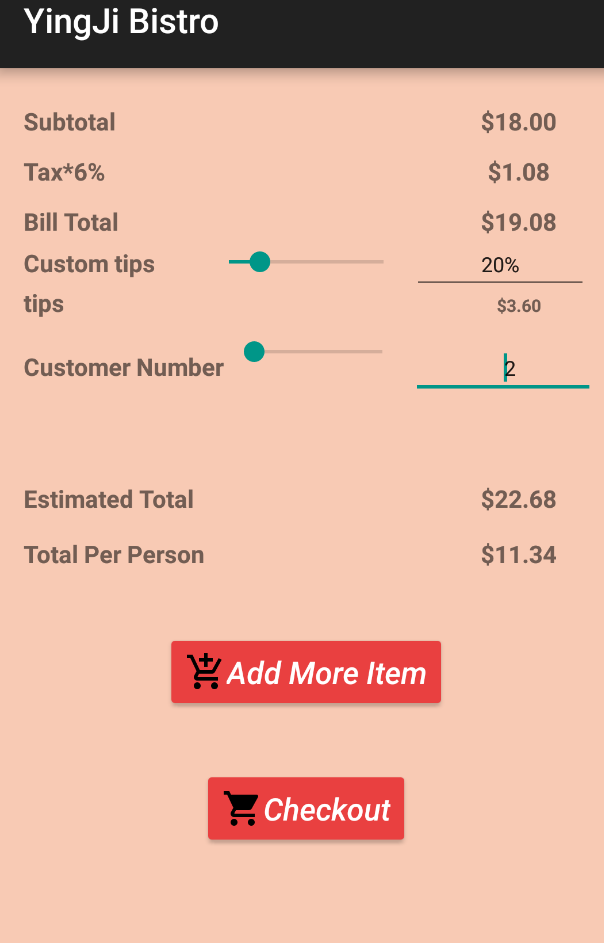 YingJi Bistro
Subtotal $18.00
Tax*6% $1.08
Bill Total $19.08
Custom tips 20%
tips $3.60
Customer Number 2
Estimated Total $22.68
Total Per Person $11.34
Add More Item
Checkout